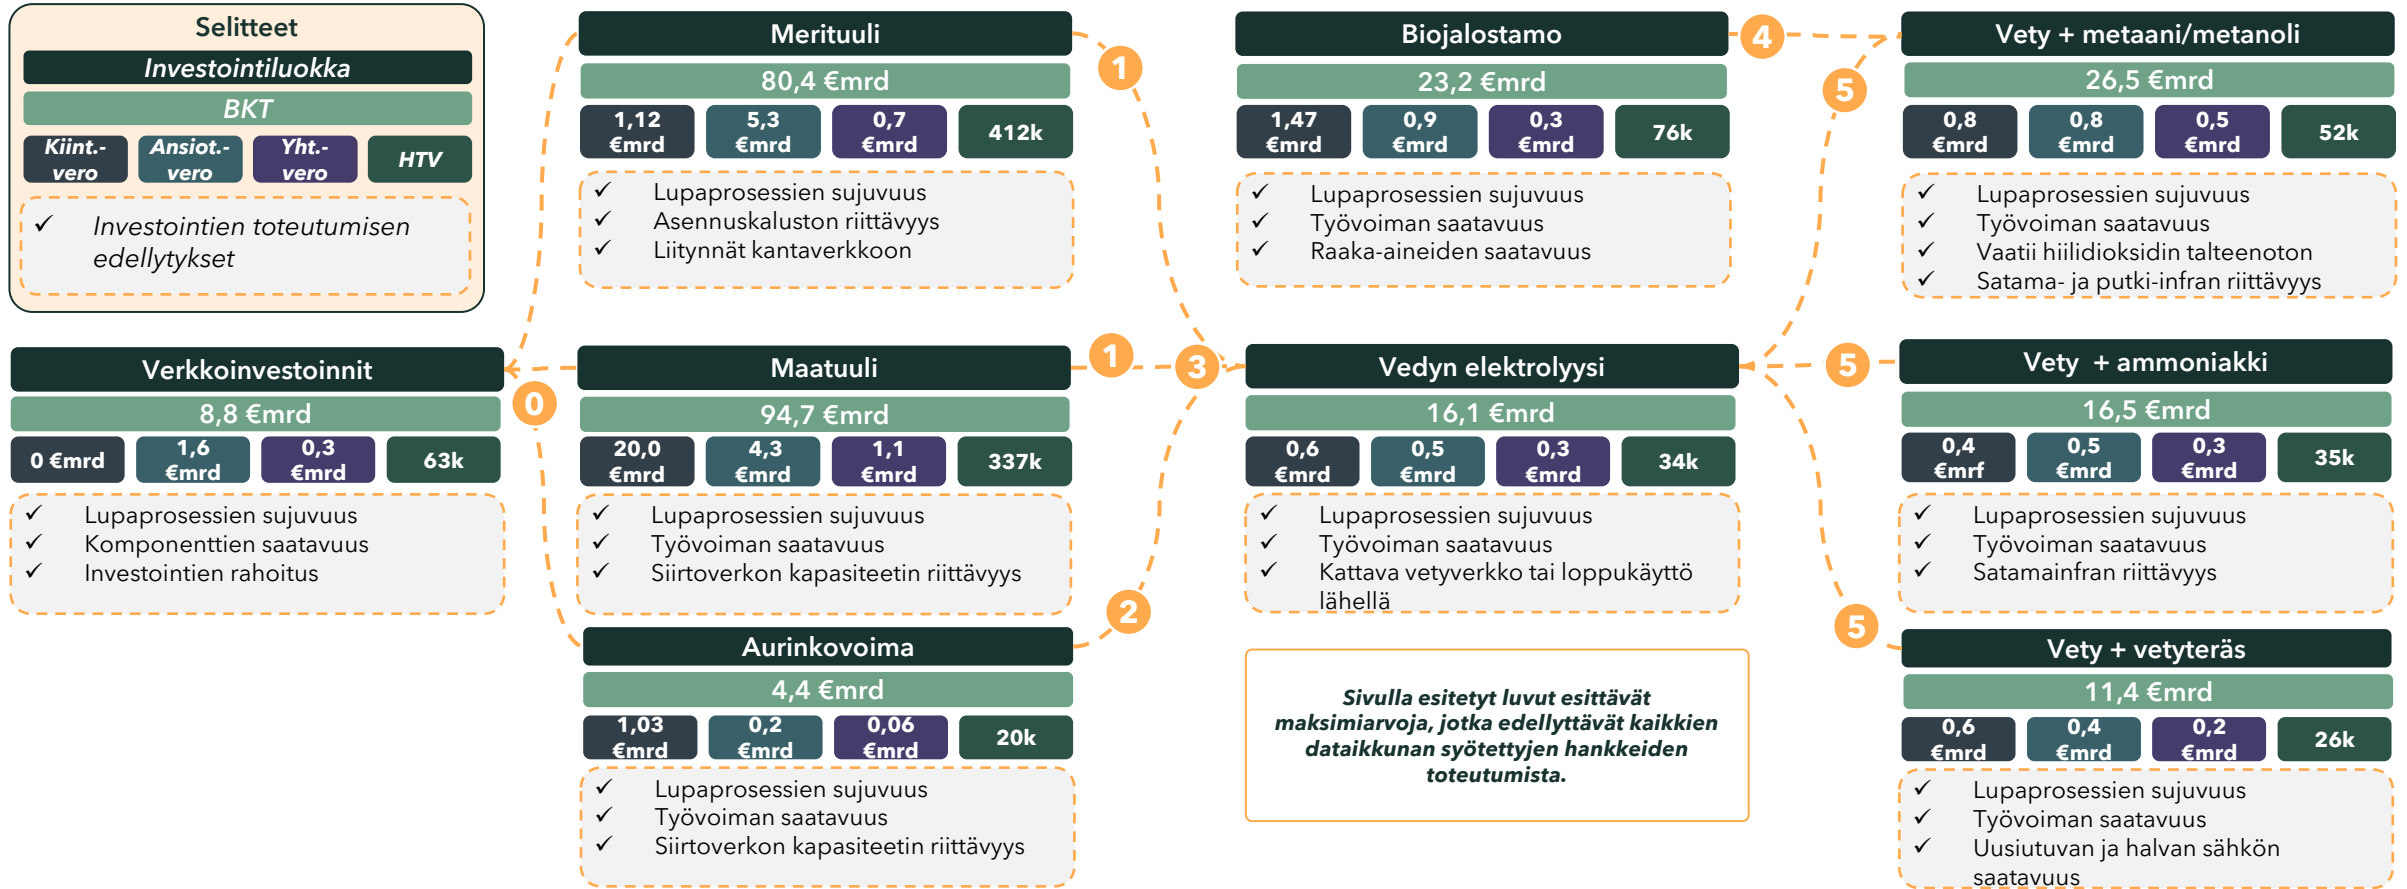 Selitteet
Investointiluokka
BKT
Kiint.-
vero
Ansiot.-
vero
Yht.-
vero
HTV
✓ Investointien toteutumisen
edellytykset
Verkkoinvestoinnit
8,8 €mrd
0 €mrd
1,6
€mrd
0,3
€mrd
63k
✓ Lupaprosessien sujuvuus
✓ Komponenttien saatavuus
✓ Investointien rahoitus
0
Merituuli
80,4 €mrd
1,12
€mrd
5,3
€mrd
0,7
€mrd
412k
✓ Lupaprosessien sujuvuus
✓ Asennuskaluston riittävyys
✓ Liitynnät kantaverkkoon
1
Maatuuli
94,7 €mrd
20,0
€mrd
4,3
€mrd
1,1
€mrd
337k
✓ Lupaprosessien sujuvuus
✓ Työvoiman saatavuus
✓ Siirtoverkon kapasiteetin riittävyys
1
Aurinkovoima
4,4 €mrd
1,03
€mrd
0,2
€mrd
0,06
€mrd
20k
✓ Lupaprosessien sujuvuus
✓ Työvoiman saatavuus
✓ Siirtoverkon kapasiteetin riittävyys
2
3
Biojalostamo
23,2 €mrd
1,47
€mrd
0,9
€mrd
0,3
€mrd
76k
✓ Lupaprosessien sujuvuus
✓ Työvoiman saatavuus
✓ Raaka-aineiden saatavuus
4
Vedyn elektrolyysi
16,1 €mrd
0,6
€mrd
0,5
€mrd
0,3
€mrd
34k
✓ Lupaprosessien sujuvuus
✓ Työvoiman saatavuus
✓ Kattava vetyverkko tai loppukäyttö
lähellä
Sivulla esitetyt luvut esittävät
maksimiarvoja, jotka edellyttävät kaikkien
dataikkunan syötettyjen hankkeiden
toteutumista.
5
5
5
Vety + metaani/metanoli
26,5 €mrd
0,8
€mrd
0,8
€mrd
0,5
€mrd
52k
✓ Lupaprosessien sujuvuus
✓ Työvoiman saatavuus
✓ Vaatii hiilidioksidin talteenoton
✓ Satama- ja putki-infran riittävyys
Vety + ammoniakki
16,5 €mrd
0,4
€mrf
0,5
€mrd
0,3
€mrd
35k
✓ Lupaprosessien sujuvuus
✓ Työvoiman saatavuus
✓ Satamainfran riittävyys
Vety + vetyteräs
11,4 €mrd
0,6
€mrd
0,4
€mrd
0,2
€mrd
26k
✓ Lupaprosessien sujuvuus
✓ Työvoiman saatavuus
✓ Uusiutuvan ja halvan sähkön
saatavuus